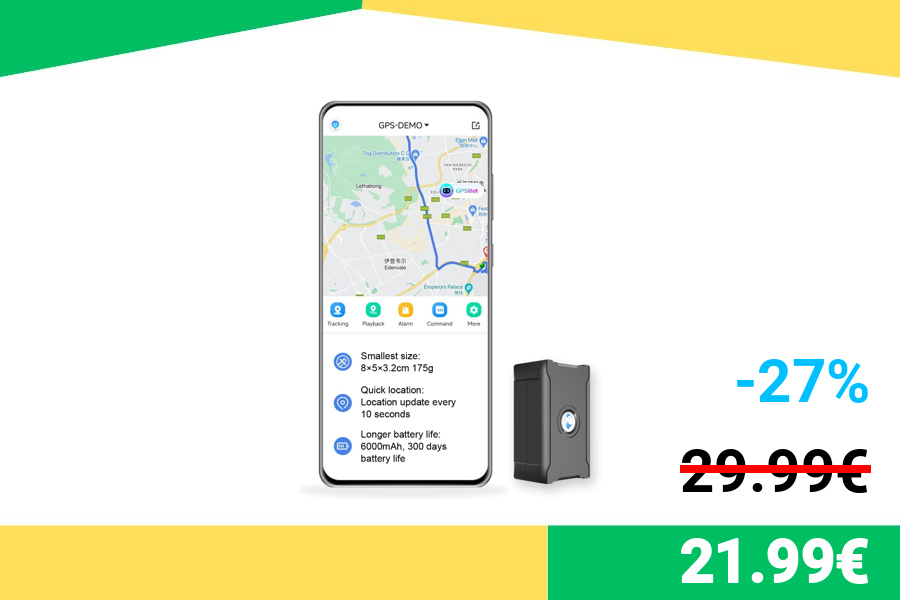 GPS-DEMO
Elgin Mall
Trig Distributors C
VAN RIEBEECK
PARK
Lethabong
GPSBot
Fest
伊登韦尔
Edenvale
Emperors Palace
Tracking
Playback
Alarm
Command
More
Smallest size:
8×5×3.2cm 175g
Quick location:
Location update every
10 seconds
Longer battery life:
6000mAh, 300 days
battery life
-27%
29.99€
21.99€